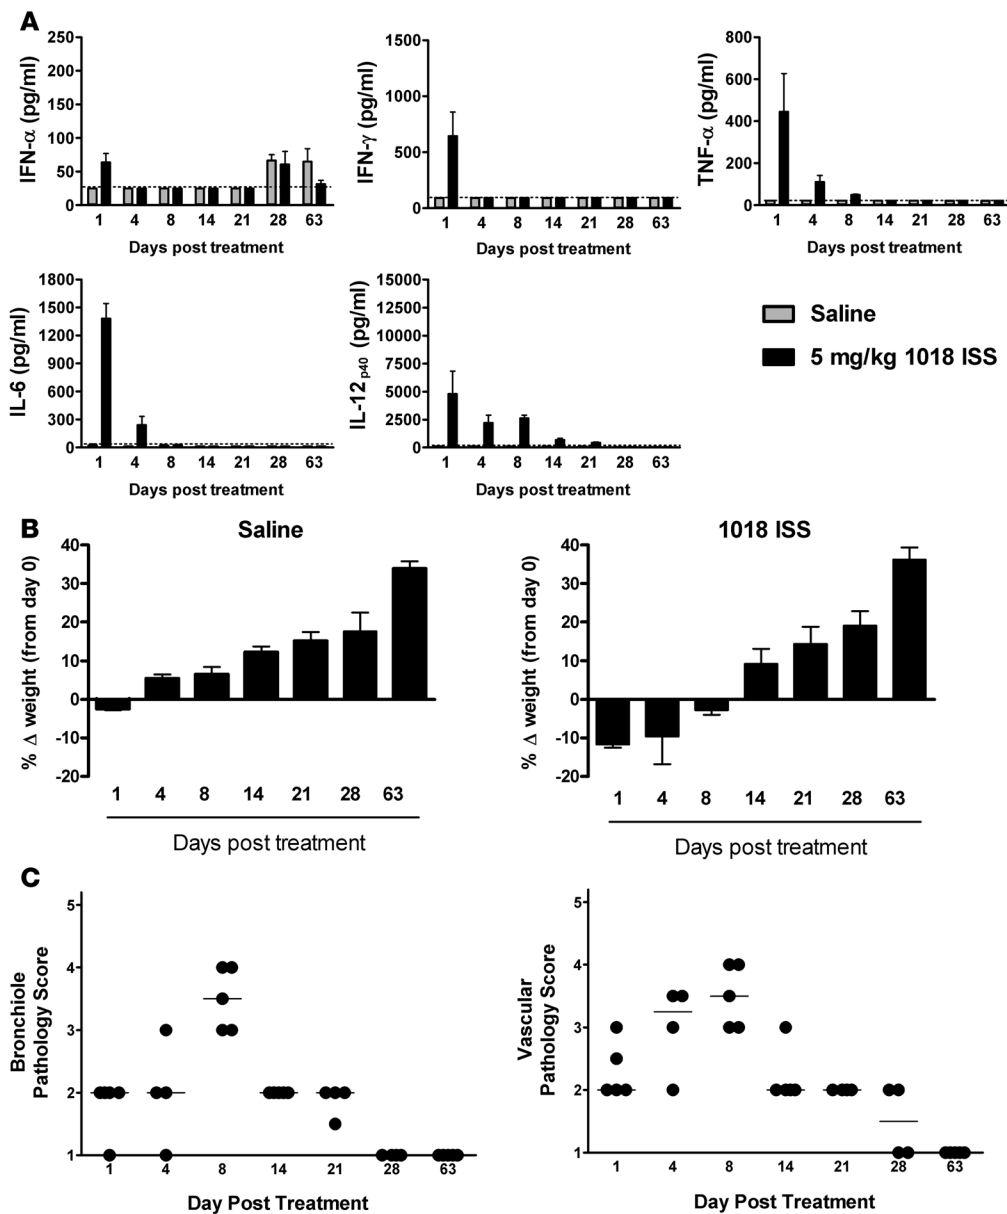 A
250
200
150
100
50
0
IFN-α (pg/ml)
1 4 8 14 21 28 63
Days post treatment
1500
1000
500
0
IFN-γ (pg/ml)
1 4 8 14 21 28 63
Days post treatment
800
600
400
200
0
TNF-α (pg/ml)
1 4 8 14 21 28 63
Days post treatment
1800
1500
1200
900
600
300
0
IL-6 (pg/ml)
1 4 8 14 21 28 63
Days post treatment
15000
12500
10000
7500
5000
2500
0
IL-12p40 (pg/ml)
1 4 8 14 21 28 63
Days post treatment
Saline
5 mg/kg 1018 ISS
B
Saline
40
30
20
10
0
-10
-20
% Δ weight (from day 0)
1 4 8 14 21 28 63
Days post treatment
1018 ISS
40
30
20
10
0
-10
-20
% Δ weight (from day 0)
1 4 8 14 21 28 63
Days post treatment
C
5
4
3
2
1
Bronchiole
Pathology Score
1 4 8 14 21 28 63
Day Post Treatment
5
4
3
2
1
Vascular
Pathology Score
1 4 8 14 21 28 63
Day Post Treatment